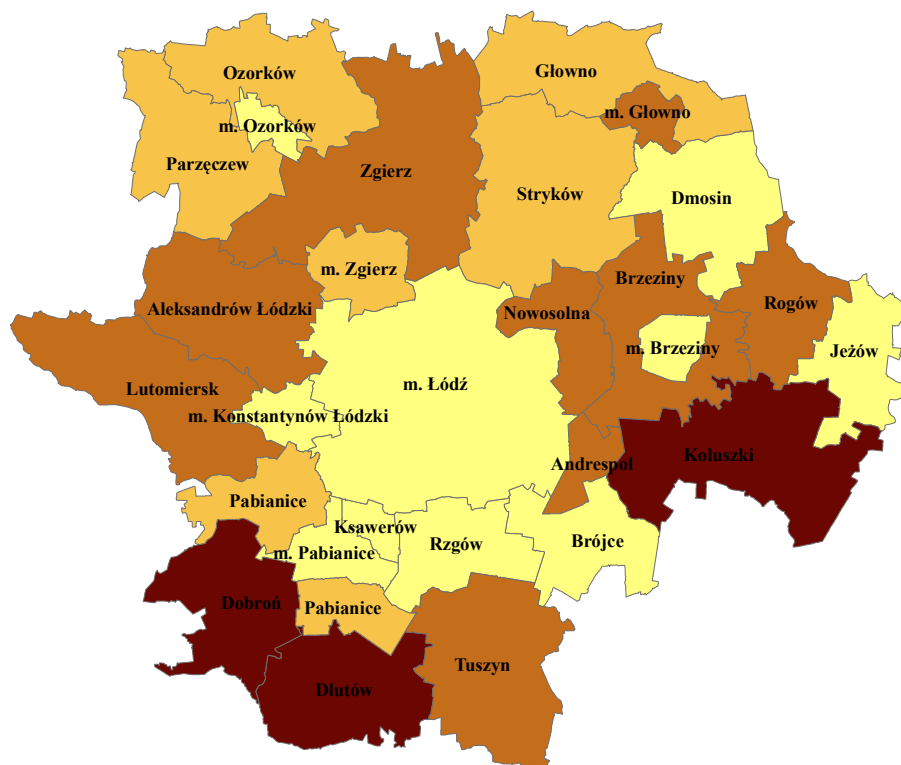 Ozorków
Głowno
m. Ozorków
m. Głowno
Parzęczew
Zgierz
Stryków
Dmosin
m. Zgierz
Brzeziny
Aleksandrów Łódzki
Nowosolna
Rogów
m. Brzeziny
Jeżów
Lutomiersk
m. Łódź
m. Konstantynów Łódzki
Andrespol
Koluszki
Pabianice
Ksawerów
Rzgów
Brójce
m. Pabianice
Dobroń
Pabianice
Tuszyn
Dłutów